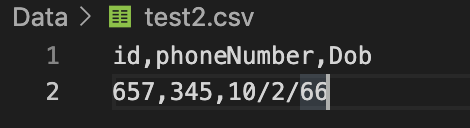 Data > test2.csv
1 id,phoneNumber,Dob
2 657,345,10/2/66